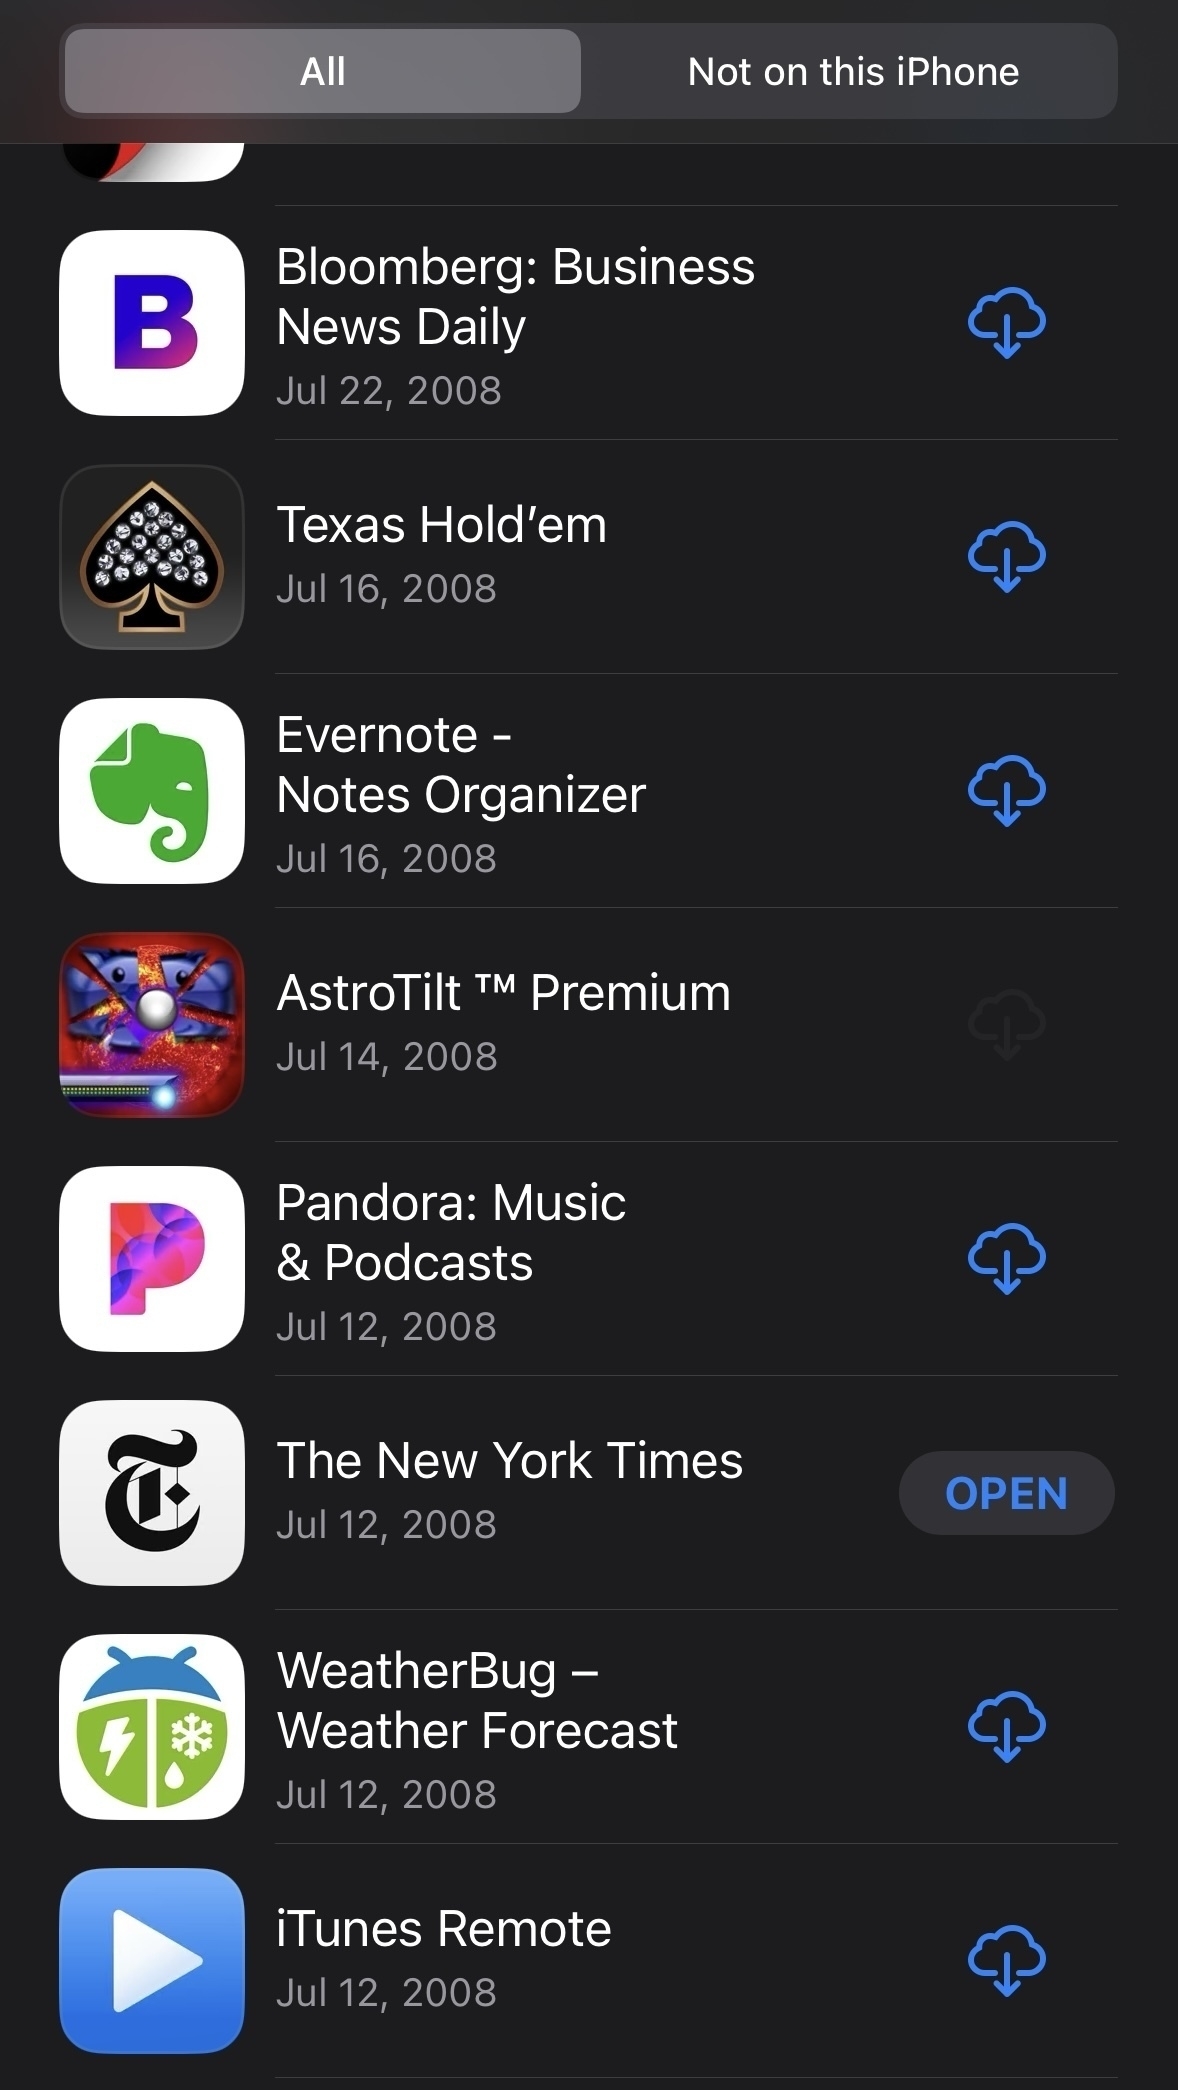 All
Not on this iPhone
Bloomberg: Business
News Daily
Jul 22, 2008
Texas Hold’em
Jul 16, 2008
Evernote -
Notes Organizer
Jul 16, 2008
AstroTilt ™ Premium
Jul 14, 2008
Pandora: Music
& Podcasts
Jul 12, 2008
The New York Times
Jul 12, 2008
OPEN
WeatherBug –
Weather Forecast
Jul 12, 2008
iTunes Remote
Jul 12, 2008